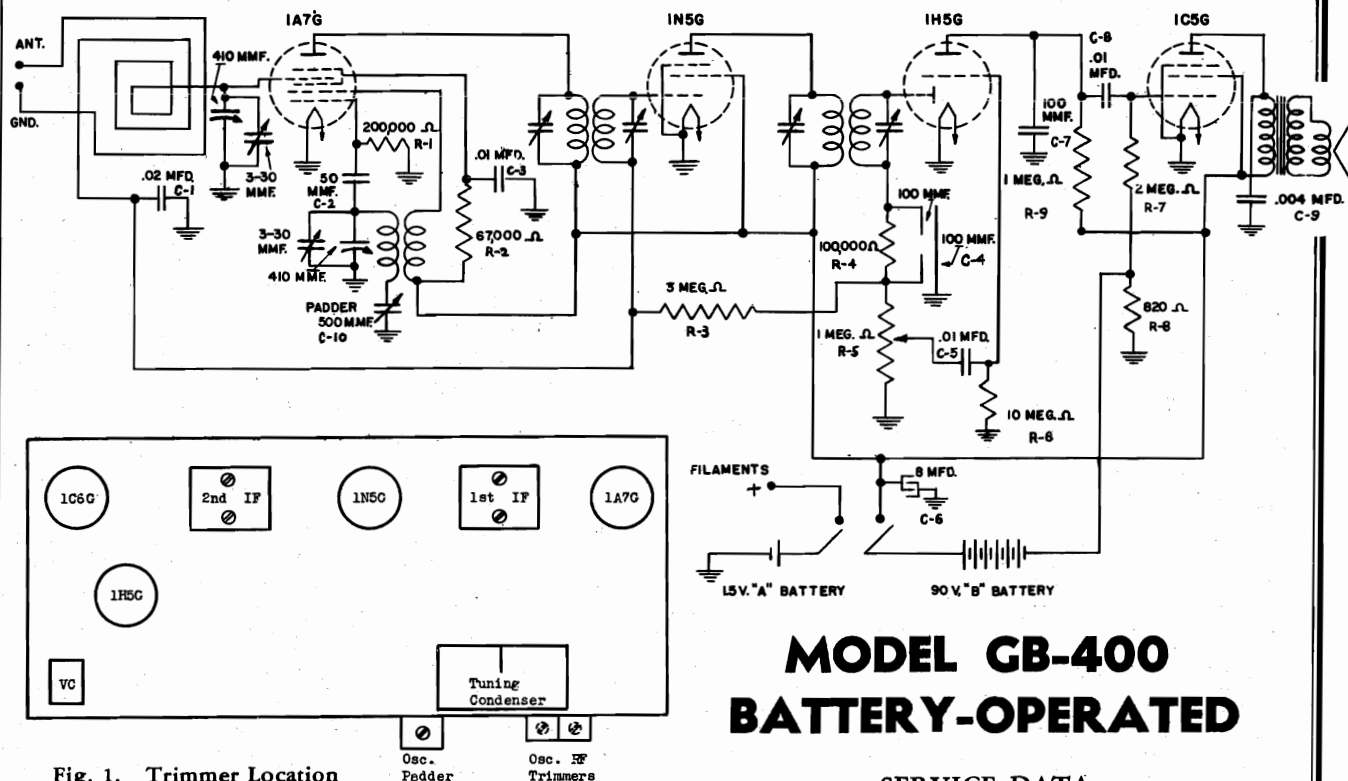 1A7G
1N5G
1H5G
1C5G
ANT.
GND.
410 MMF.
3-30 MMF.
.02 MFD.
C-1
200,000 Ω
R-1
50 MMF.
C-2
.01 MFD.
C-3
67,000 Ω
R-2
3-30 MMF.
410 MMF.
PADDER
500 MMF.
C-10
3 MEG. Ω
R-3
100,000 Ω
R-4
100 MMF.
100 MMF.
C-4
1 MEG. Ω
R-5
.01 MFD.
C-5
10 MEG. Ω
R-6
100 MMF.
C-7
C-8
.01 MFD.
1 MEG. Ω
R-9
2 MEG. Ω
R-7
820 Ω
R-8
.004 MFD.
C-9
FILAMENTS
+
8 MFD.
C-6
1.5 V. "A" BATTERY
90 V. "B" BATTERY
1C6G
2nd IF
1N5G
1st IF
1A7G
1H5G
VC
Tuning
Condenser
Osc.
Padder
Osc. RF
Trimmers
Fig. 1. Trimmer Location
MODEL GB-400
BATTERY-OPERATED
SERVICE DATA